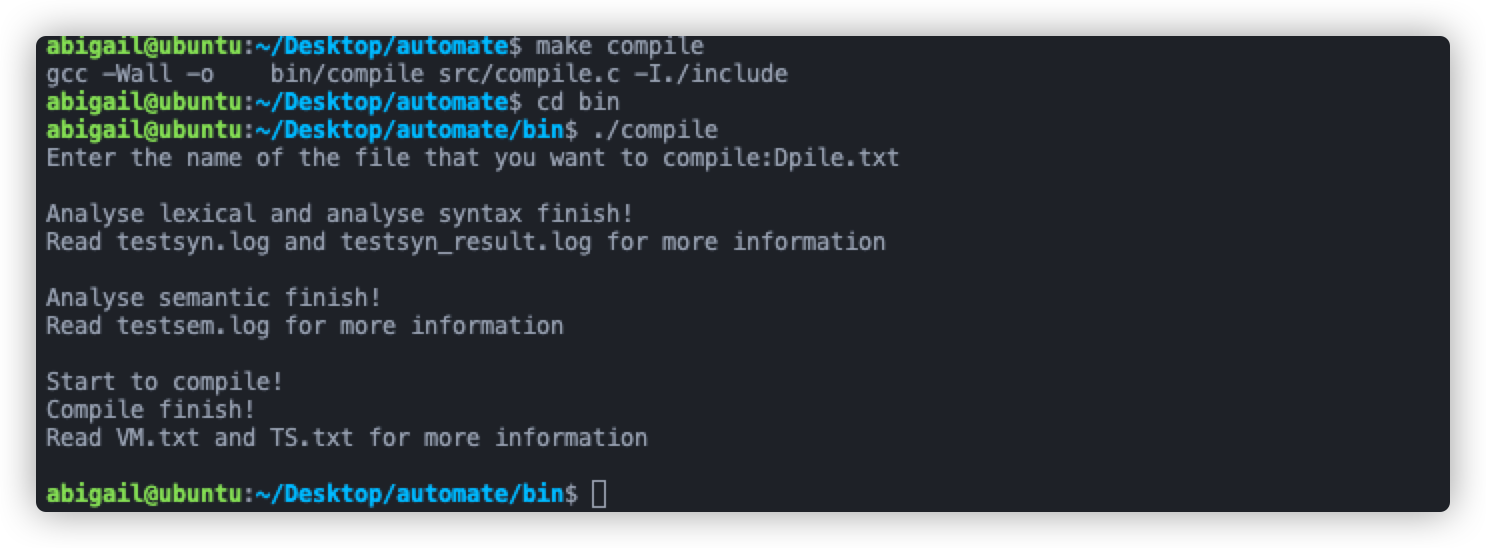 abigail@ubuntu:~/Desktop/automate$ make compile
gcc -Wall -o    bin/compile src/compile.c -I./include
abigail@ubuntu:~/Desktop/automate$ cd bin
abigail@ubuntu:~/Desktop/automate/bin$ ./compile
Enter the name of the file that you want to compile:Dpile.txt
Analyse lexical and analyse syntax finish!
Read testsyn.log and testsyn_result.log for more information
Analyse semantic finish!
Read testsem.log for more information
Start to compile!
Compile finish!
Read VM.txt and TS.txt for more information
abigail@ubuntu:~/Desktop/automate/bin$